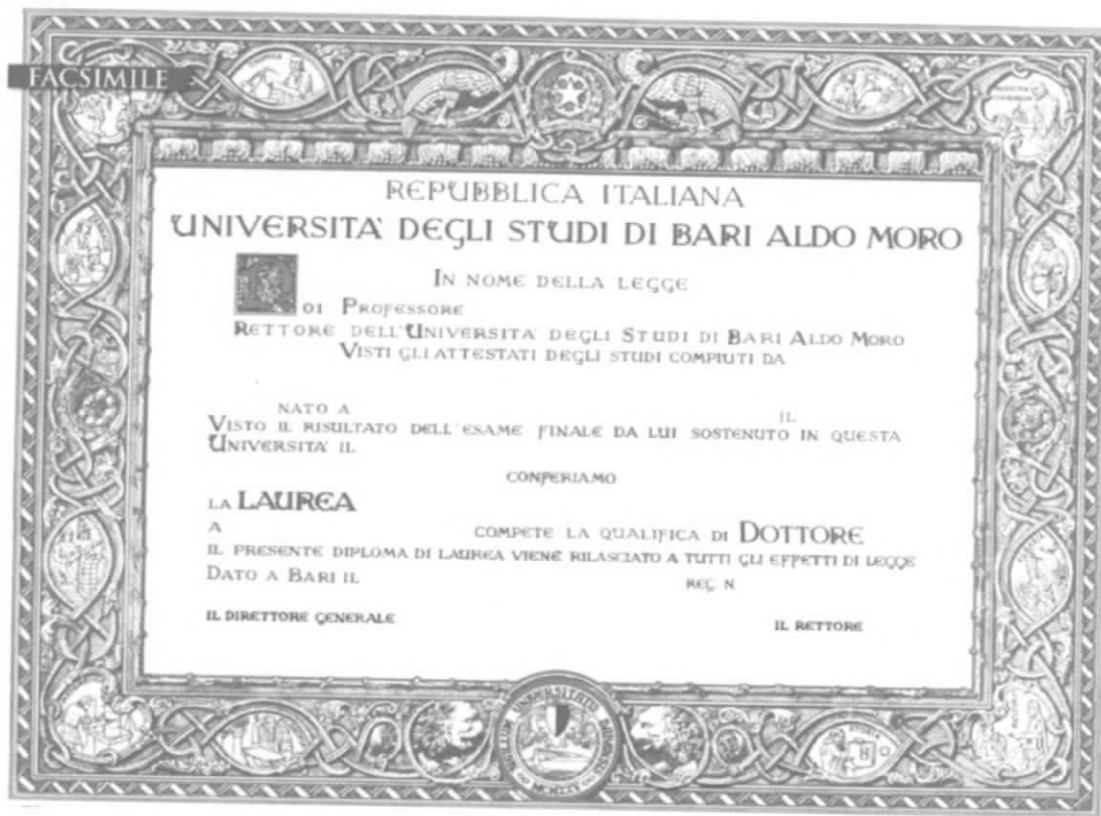 FACSIMILE
REPUBBLICA ITALIANA
UNIVERSITA' DEGLI STUDI DI BARI ALDO MORO
IN NOME DELLA LEGGE
NOI PROFESSORE
RETTORE DELL'UNIVERSITA' DEGLI STUDI DI BARI ALDO MORO
VISTI GLI ATTESTATI DEGLI STUDI COMPIUTI DA
NATO A IL
VISTO IL RISULTATO DELL'ESAME FINALE DA LUI SOSTENUTO IN QUESTA
UNIVERSITA' IL
CONFERIAMO
LA LAUREA
A COMPETE LA QUALIFICA DI DOTTORE
IL PRESENTE DIPLOMA DI LAUREA VIENE RILASCIATO A TUTTI GLI EFFETTI DI LEGGE
DATO A BARI IL REG. N
IL DIRETTORE GENERALE IL RETTORE